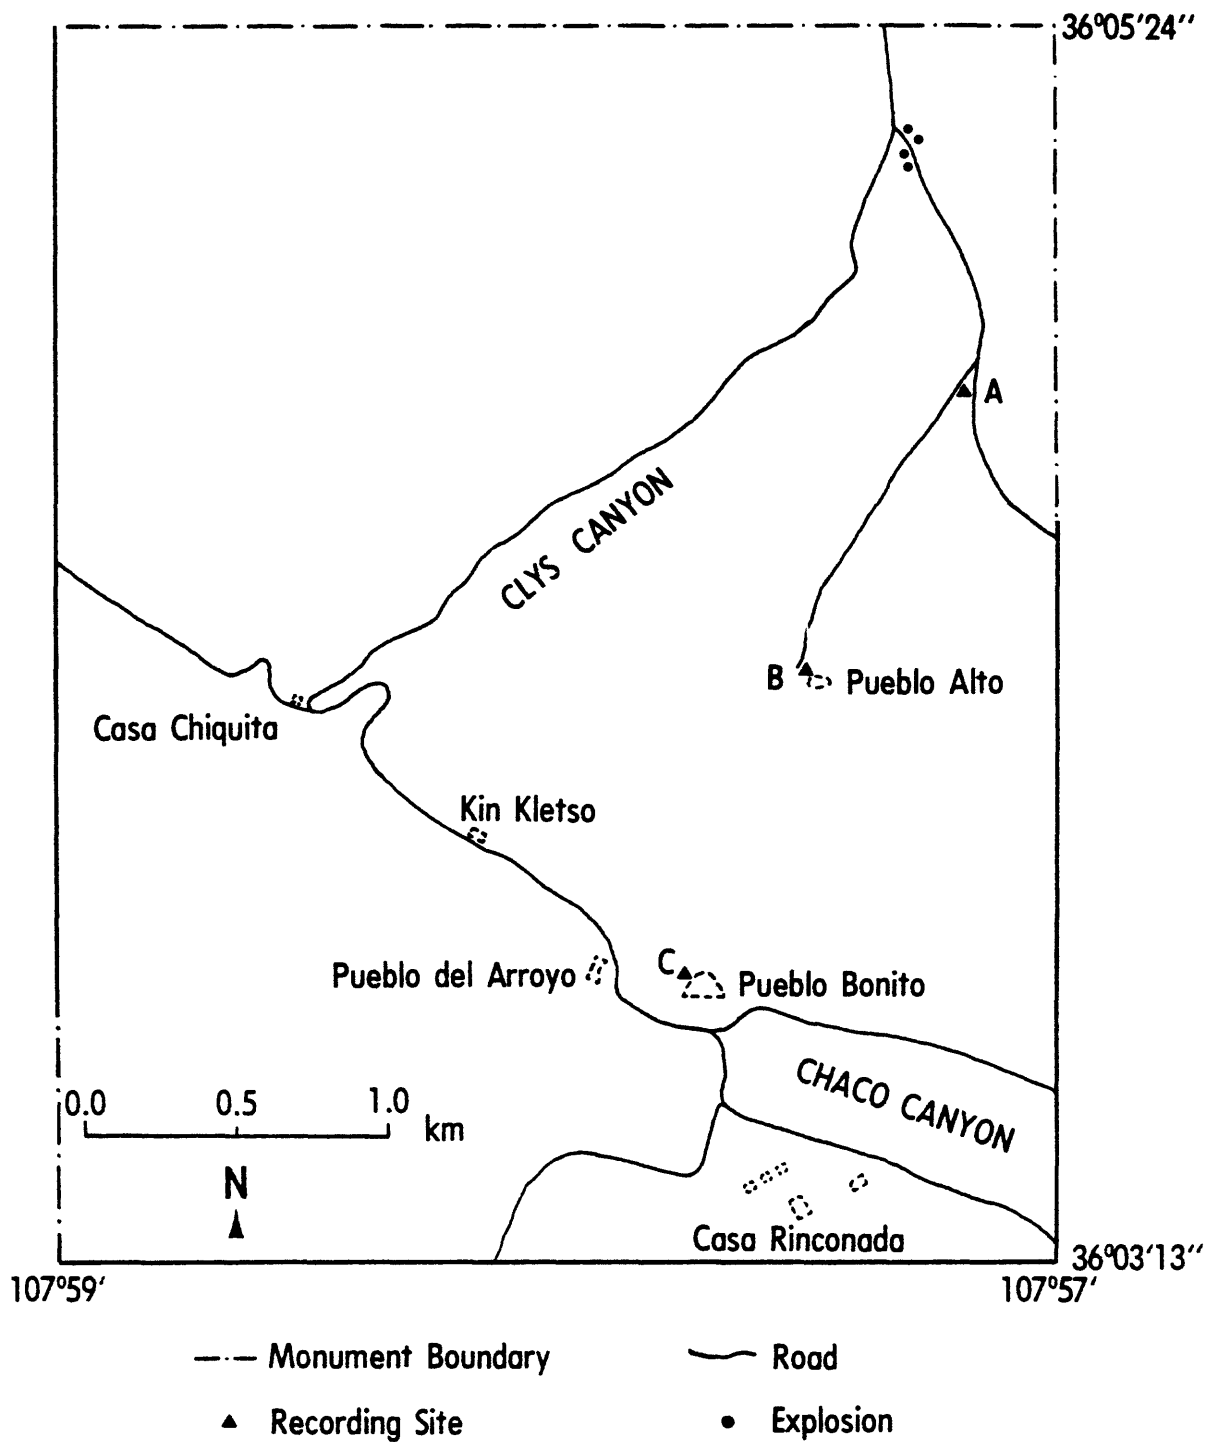 36°05'24''
A
CLYS CANYON
B
Pueblo Alto
Casa Chiquita
Kin Kletso
C
Pueblo del Arroyo
Pueblo Bonito
CHACO CANYON
0.0 0.5 1.0
km
N
Casa Rinconada
36°03'13''
107°59'
107°57'
Monument Boundary
Road
Recording Site
Explosion